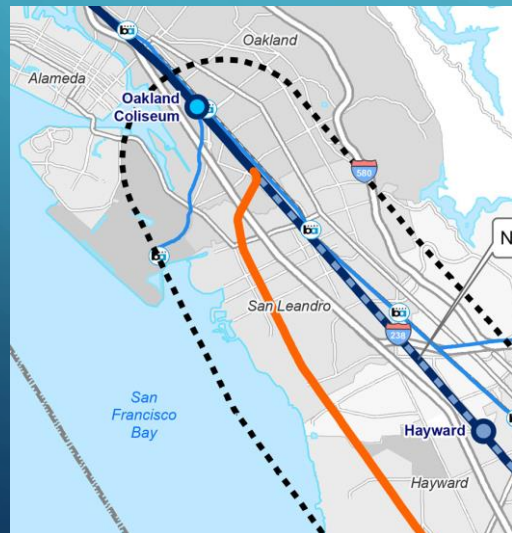 Oakland
Alameda
Oakland
Coliseum
580
N
San Leandro
238
San
Francisco
Bay
Hayward
Hayward